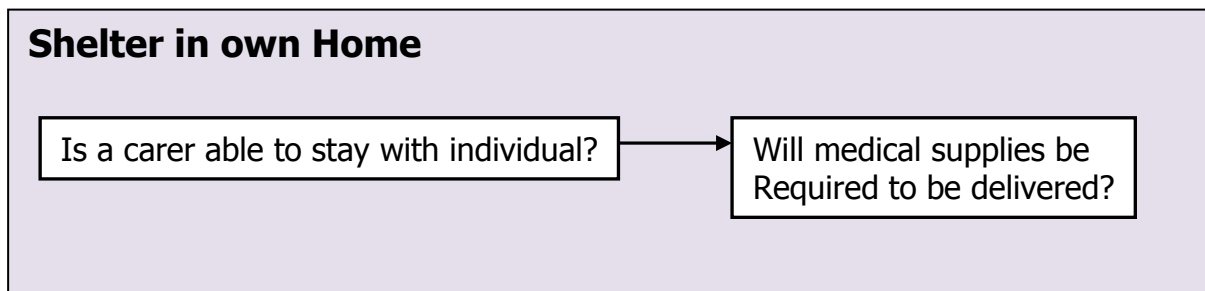 Shelter in own Home
Is a carer able to stay with individual?
Will medical supplies be
Required to be delivered?